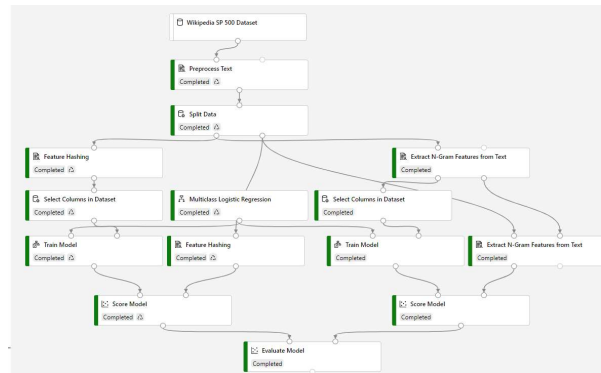 Wikipedia SP 500 Dataset
Preprocess Text
Completed
Split Data
Completed
Feature Hashing
Completed
Extract N-Gram Features from Text
Completed
Select Columns in Dataset
Completed
Multiclass Logistic Regression
Completed
Select Columns in Dataset
Completed
Train Model
Completed
Feature Hashing
Completed
Train Model
Completed
Extract N-Gram Features from Text
Completed
Score Model
Completed
Score Model
Completed
Evaluate Model
Completed